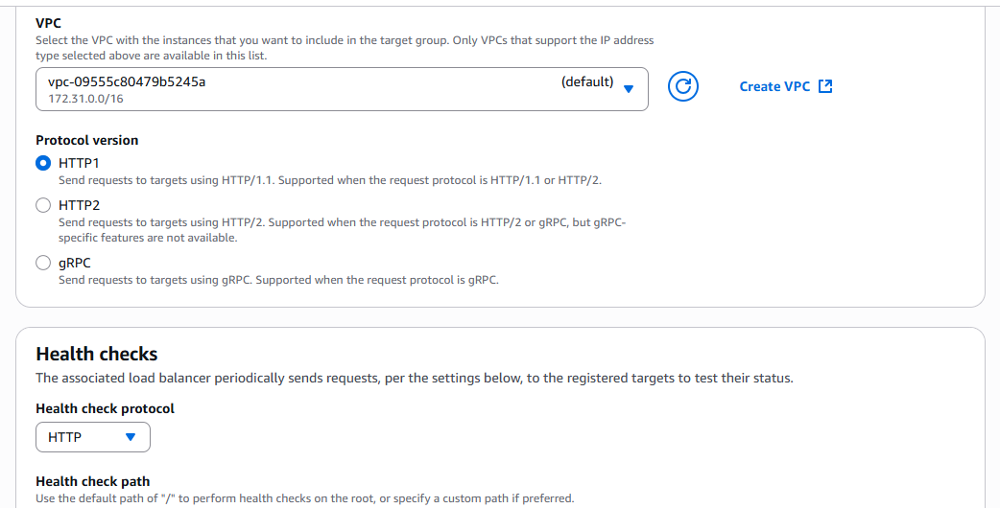 VPC
Select the VPC with the instances that you want to include in the target group. Only VPCs that support the IP address
type selected above are available in this list.
vpc-09555c80479b5245a (default)
172.31.0.0/16
Create VPC
Protocol version
HTTP1
Send requests to targets using HTTP/1.1. Supported when the request protocol is HTTP/1.1 or HTTP/2.
HTTP2
Send requests to targets using HTTP/2. Supported when the request protocol is HTTP/2 or gRPC, but gRPC-
specific features are not available.
gRPC
Send requests to targets using gRPC. Supported when the request protocol is gRPC.
Health checks
The associated load balancer periodically sends requests, per the settings below, to the registered targets to test their status.
Health check protocol
HTTP
Health check path
Use the default path of "/" to perform health checks on the root, or specify a custom path if preferred.